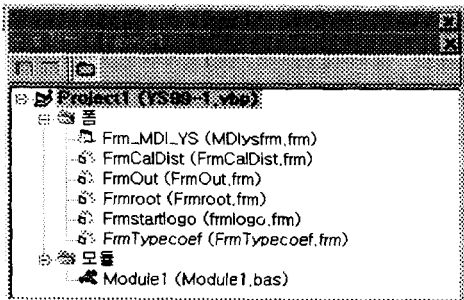 Project1 (YS99-1.vbp)
폼
Frm_MDI_YS (MDIysfrm.frm)
FrmCalDist (FrmCalDist.frm)
FrmOut (FrmOut.frm)
Frmroot (Frmroot.frm)
Frmstartlogo (frmlogo.frm)
FrmTypecoef (FrmTypecoef.frm)
모듈
Module1 (Module1.bas)